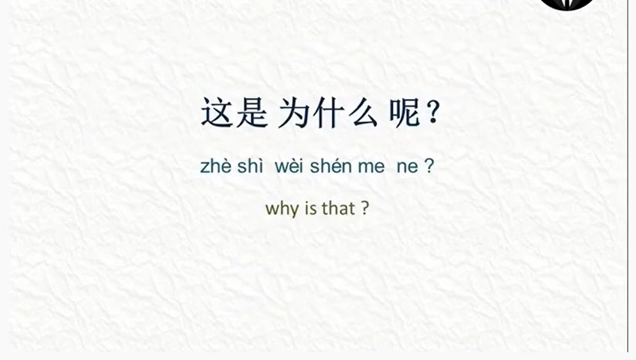 这是 为什么 呢？
zhè shì wèi shén me ne ?
why is that ?